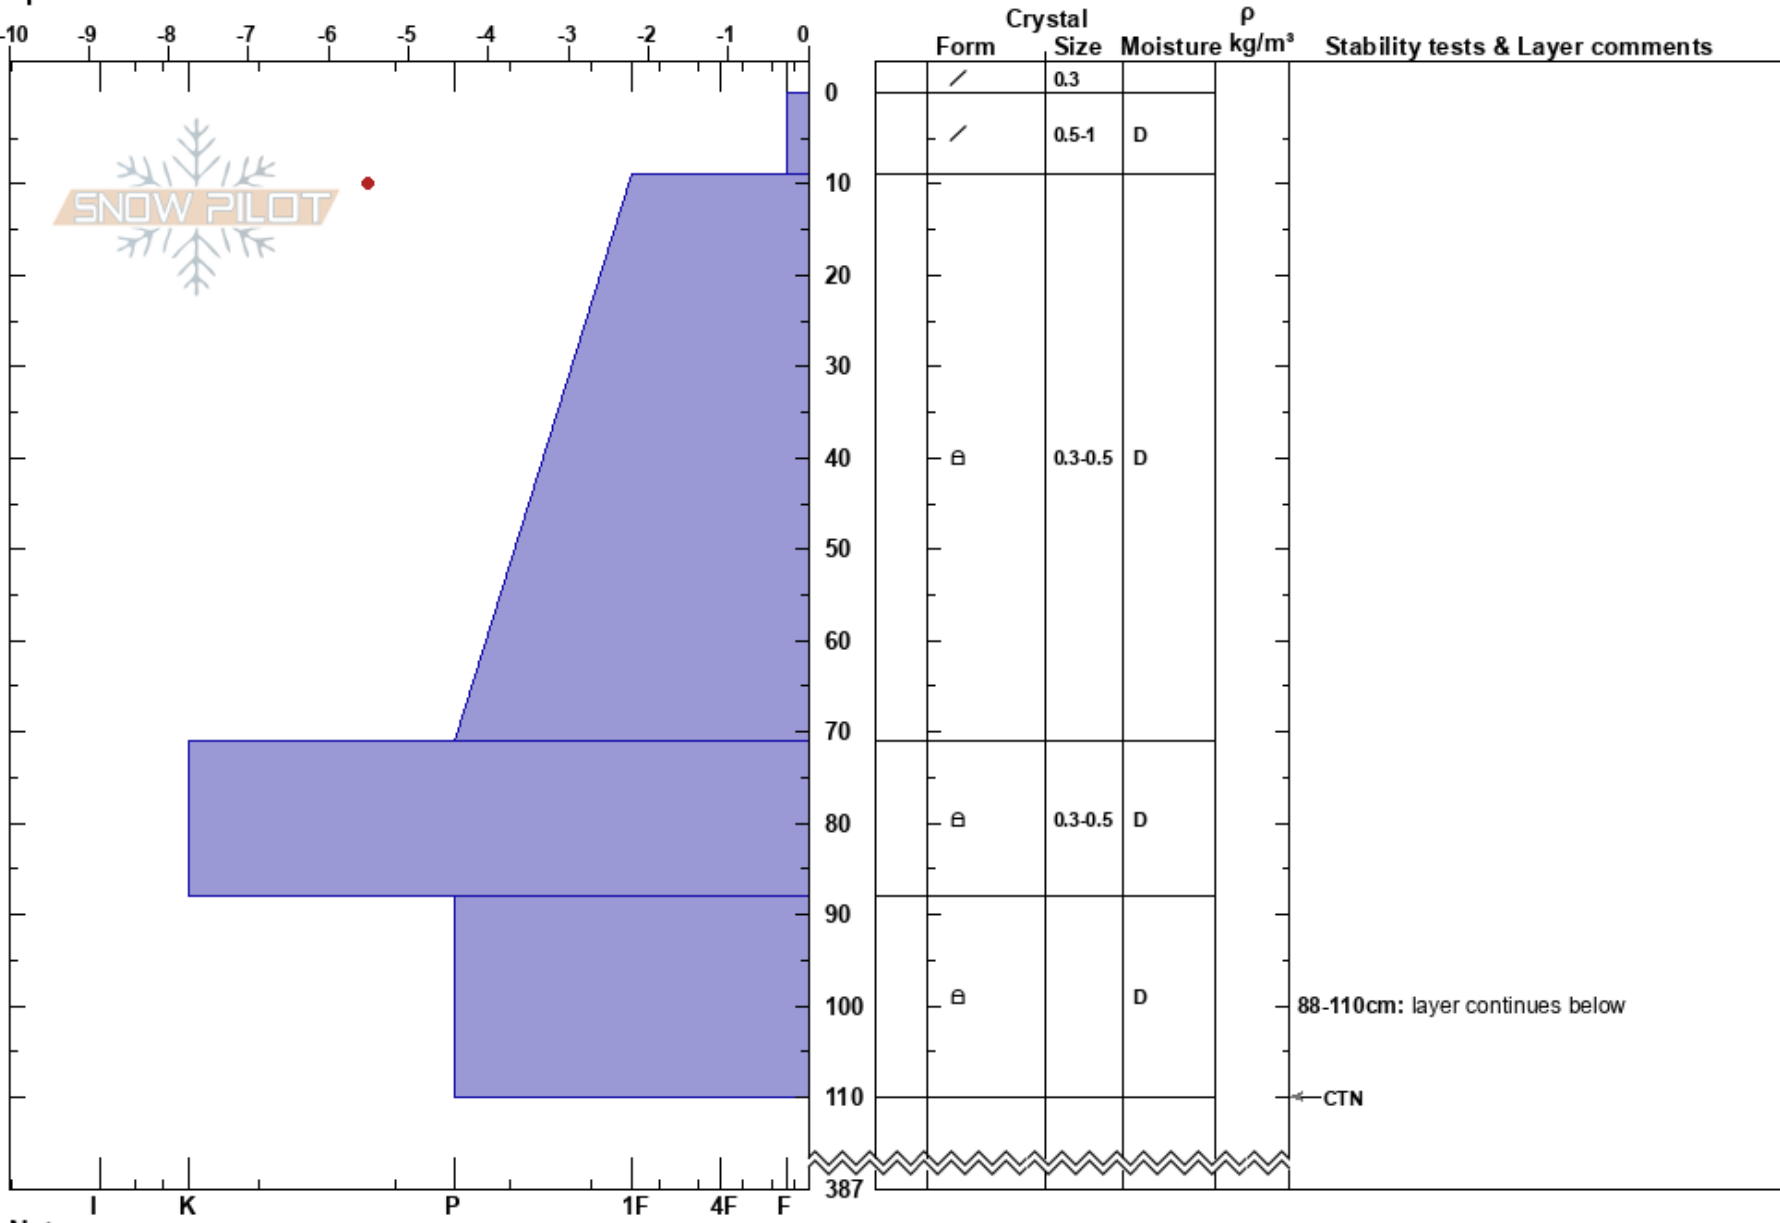 Crystal ρ
-10 -9 -8 -7 -6 -5 -4 -3 -2 -1 0 Form Size Moisture kg/m³ Stability tests & Layer comments
0.3
0
0.5-1 D
10
SNOW PILOT
20
30
40 0.3-0.5 D
50
60
70
80 0.3-0.5 D
90
D
100 88-110cm: layer continues below
110 CTN
387
I K P 1F 4F F